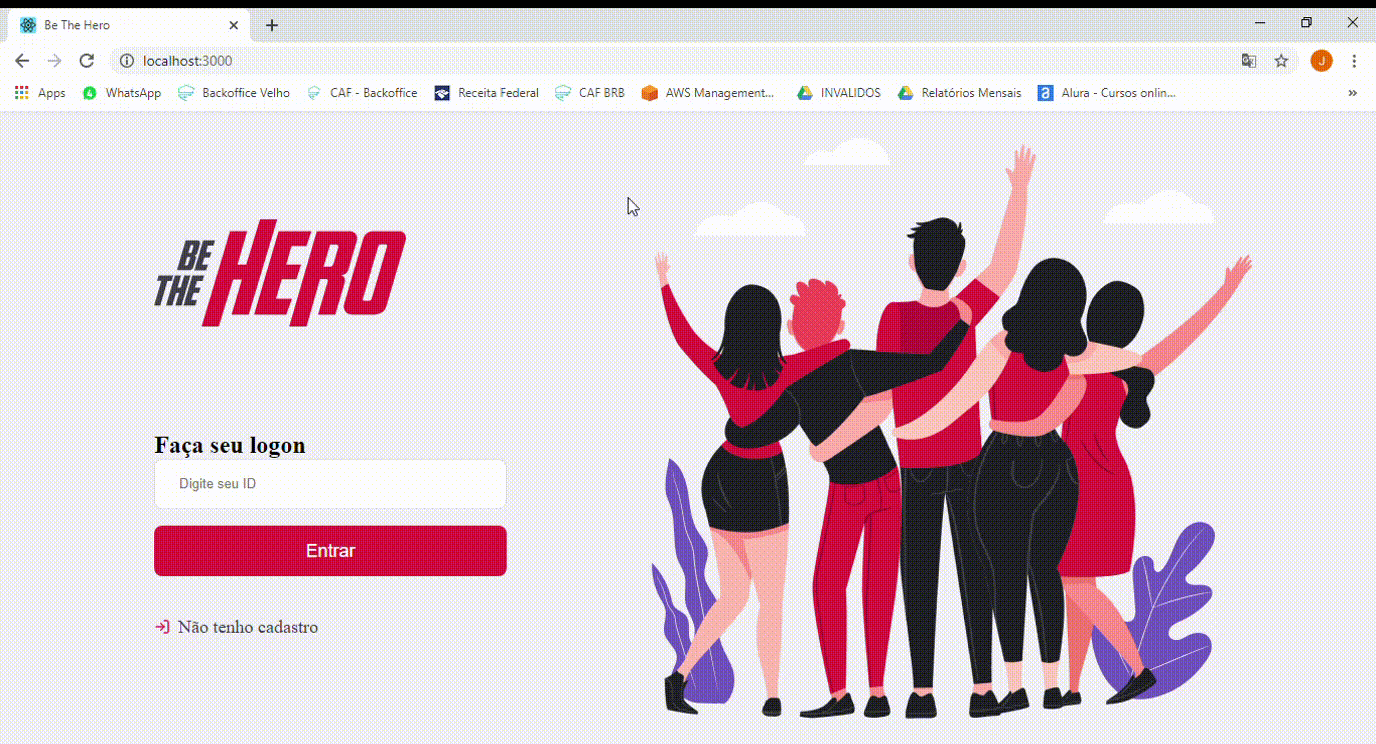 Be The Hero
localhost:3000
J
Apps WhatsApp Backoffice Velho CAF - Backoffice Receita Federal CAF BRB AWS Management... INVALIDOS Relatórios Mensais a Alura - Cursos onlin... »
BE THE HERO
Faça seu logon
Digite seu ID
Entrar
Não tenho cadastro